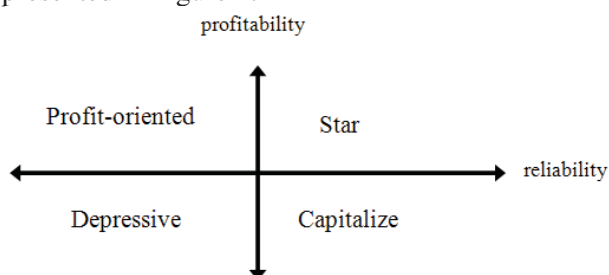 profitability
Profit-oriented
Star
reliability
Depressive
Capitalize